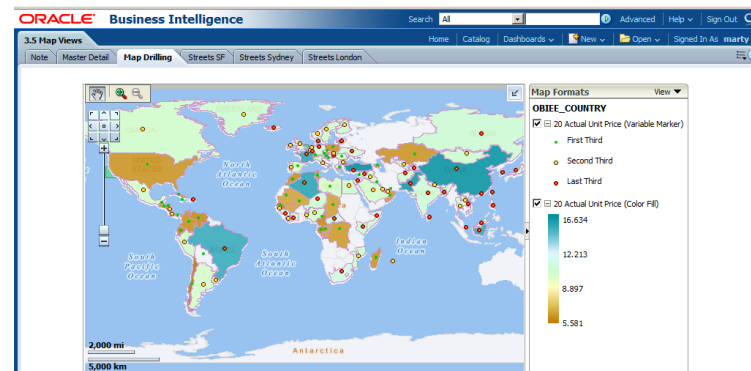 ORACLE Business Intelligence
Search All Advanced Help Sign Out
3.5 Map Views
Home Catalog Dashboards New Open Signed In As marty
Note Master Detail Map Drilling Streets SF Streets Sydney Streets London
Map Formats View
OBIEE_COUNTRY
20 Actual Unit Price (Variable Marker)
First Third
Second Third
Last Third
20 Actual Unit Price (Color Fill)
16.634
12.213
8.897
5.581
North
Atlantic
Ocean
South
Pacific
Ocean
South
Atlantic
Ocean
Indian
Ocean
Antarctica
2,000 mi
5,000 km